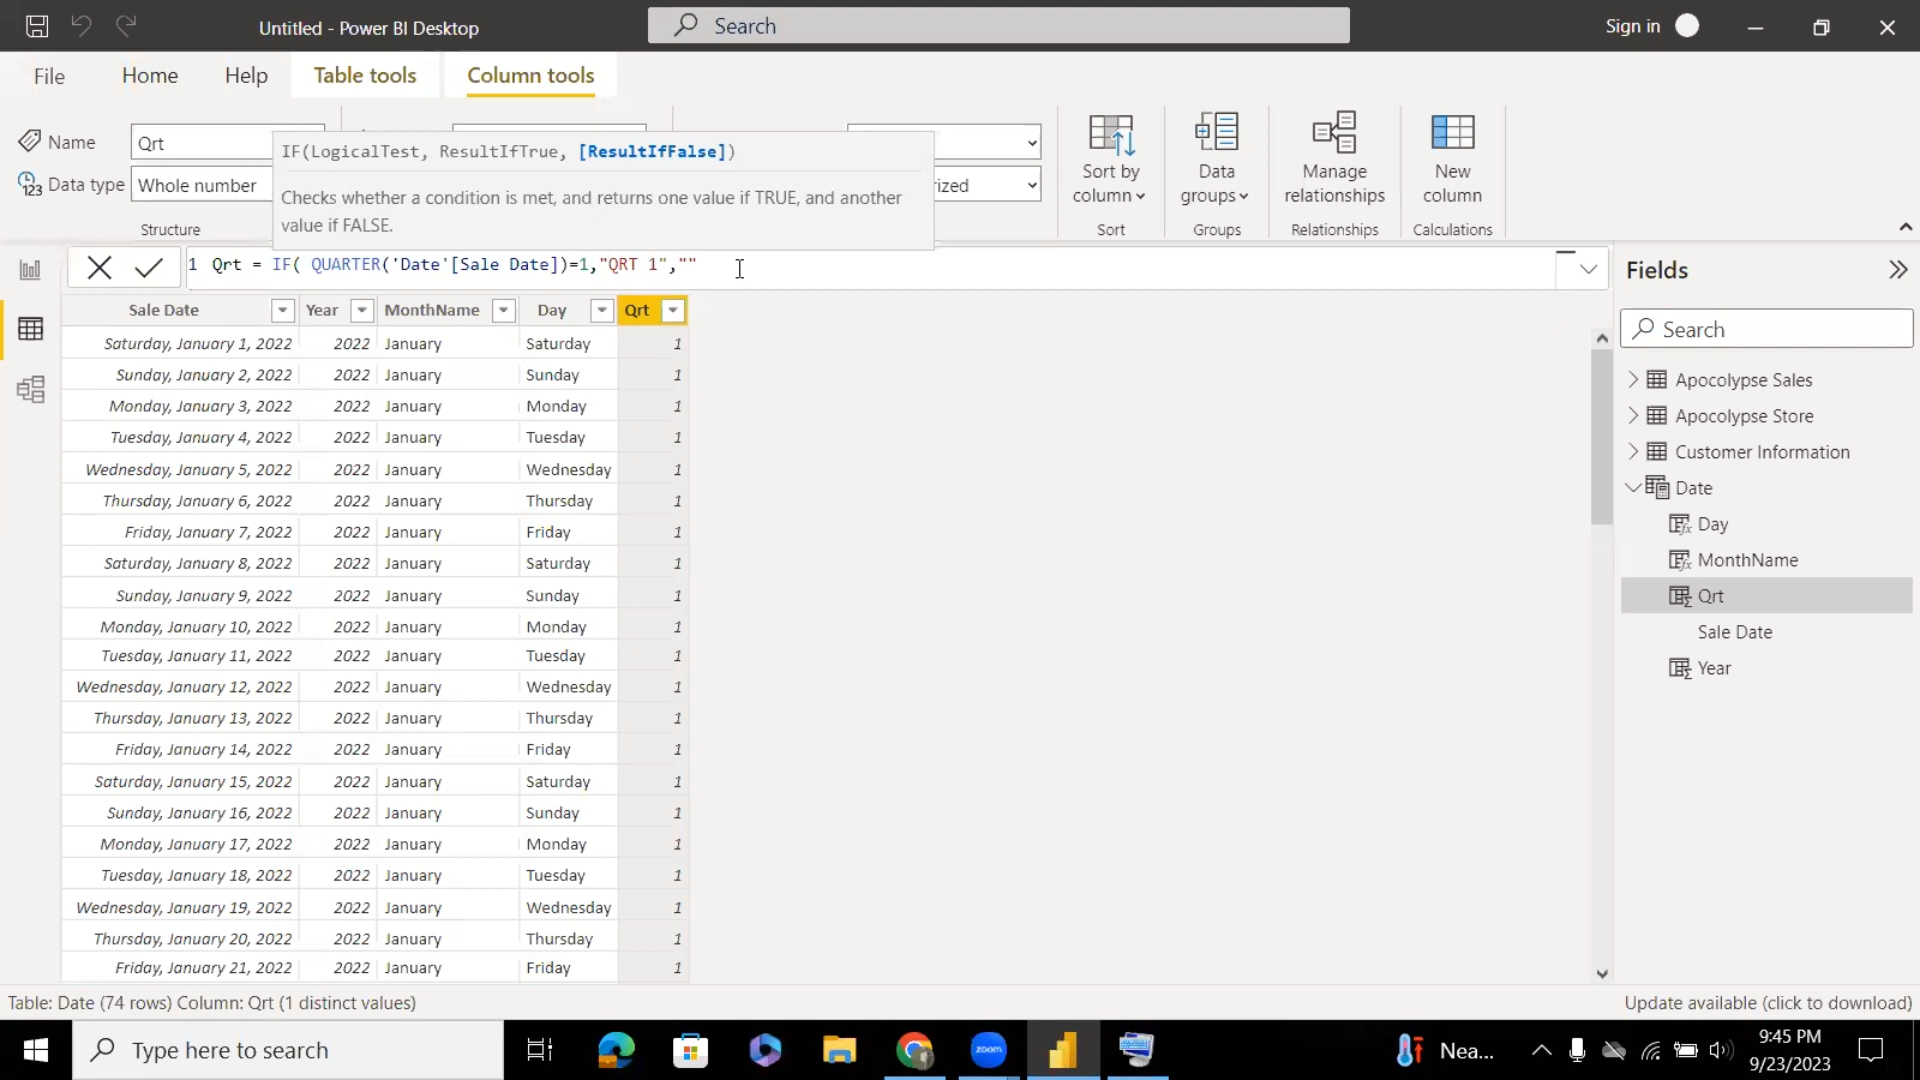 Untitled - Power BI Desktop
Search
Sign in
File
Home
Help
Table tools
Column tools
Name
Qrt
IF(LogicalTest, ResultIfTrue, [ResultIfFalse])
Checks whether a condition is met, and returns one value if TRUE, and another
value if FALSE.
123 Data type
Whole number
rized
Structure
Sort by
column
Sort
Data
groups
Groups
Manage
relationships
Relationships
New
column
Calculations
1 Qrt = IF( QUARTER('Date'[Sale Date])=1,"QRT 1",""
Sale Date Year MonthName Day Qrt
Saturday, January 1, 2022 2022 January Saturday 1
Sunday, January 2, 2022 2022 January Sunday 1
Monday, January 3, 2022 2022 January Monday 1
Tuesday, January 4, 2022 2022 January Tuesday 1
Wednesday, January 5, 2022 2022 January Wednesday 1
Thursday, January 6, 2022 2022 January Thursday 1
Friday, January 7, 2022 2022 January Friday 1
Saturday, January 8, 2022 2022 January Saturday 1
Sunday, January 9, 2022 2022 January Sunday 1
Monday, January 10, 2022 2022 January Monday 1
Tuesday, January 11, 2022 2022 January Tuesday 1
Wednesday, January 12, 2022 2022 January Wednesday 1
Thursday, January 13, 2022 2022 January Thursday 1
Friday, January 14, 2022 2022 January Friday 1
Saturday, January 15, 2022 2022 January Saturday 1
Sunday, January 16, 2022 2022 January Sunday 1
Monday, January 17, 2022 2022 January Monday 1
Tuesday, January 18, 2022 2022 January Tuesday 1
Wednesday, January 19, 2022 2022 January Wednesday 1
Thursday, January 20, 2022 2022 January Thursday 1
Friday, January 21, 2022 2022 January Friday 1
Fields
Search
Apocolypse Sales
Apocolypse Store
Customer Information
Date
Day
MonthName
Qrt
Sale Date
Year
Table: Date (74 rows) Column: Qrt (1 distinct values)
Update available (click to download)
Type here to search
zoom
Nea...
9:45 PM
9/23/2023